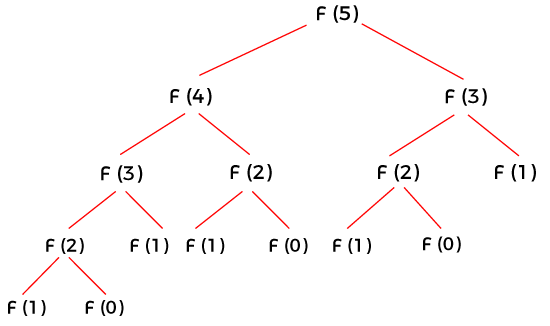 F (5)
F (4) F (3)
F (3) F (2) F (2) F (1)
F (2) F (1) F (1) F (0) F (1) F (0)
F (1) F (0)